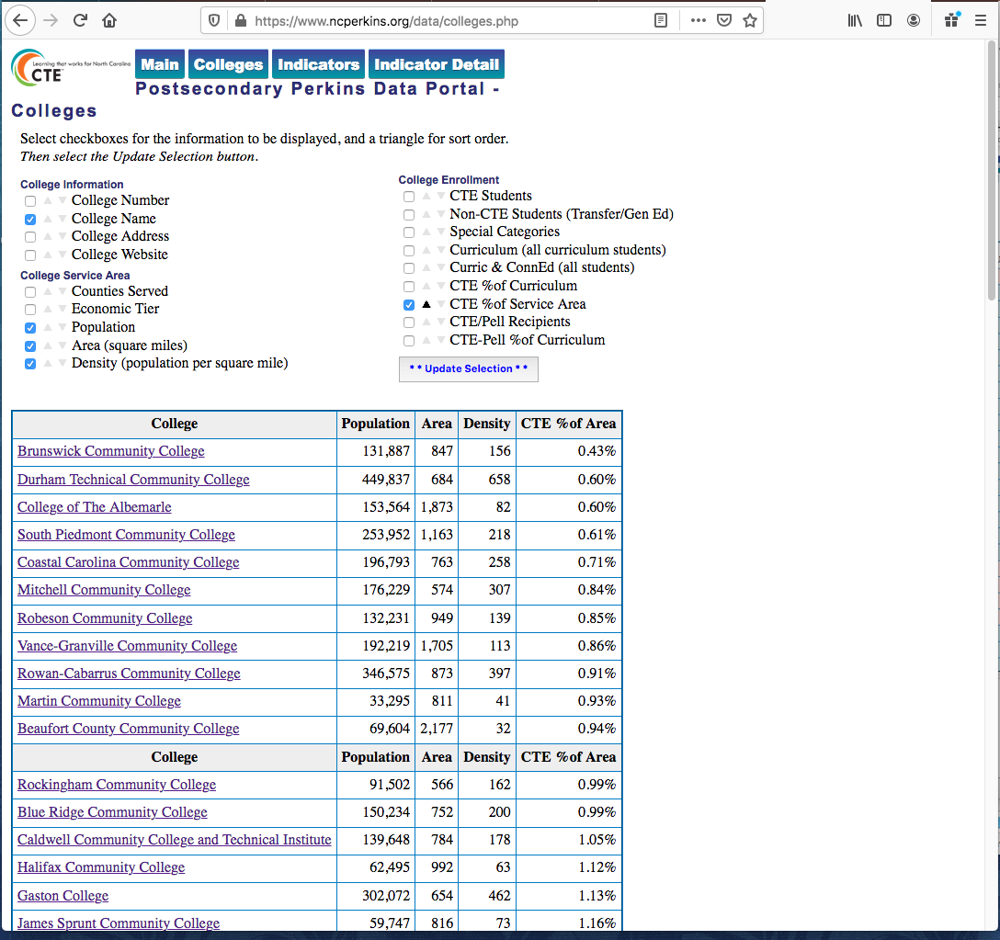 https://www.ncperkins.org/data/colleges.php
Learning that works for North Carolina
CTE
Main Colleges Indicators Indicator Detail
Postsecondary Perkins Data Portal -
Colleges
Select checkboxes for the information to be displayed, and a triangle for sort order.
Then select the Update Selection button.
College Information
College Number
College Name
College Address
College Website
College Service Area
Counties Served
Economic Tier
Population
Area (square miles)
Density (population per square mile)
College Enrollment
CTE Students
Non-CTE Students (Transfer/Gen Ed)
Special Categories
Curriculum (all curriculum students)
Curric & ConnEd (all students)
CTE %of Curriculum
CTE %of Service Area
CTE/Pell Recipients
CTE-Pell %of Curriculum
* * Update Selection * *
College Population Area Density CTE %of Area
Brunswick Community College 131,887 847 156 0.43%
Durham Technical Community College 449,837 684 658 0.60%
College of The Albemarle 153,564 1,873 82 0.60%
South Piedmont Community College 253,952 1,163 218 0.61%
Coastal Carolina Community College 196,793 763 258 0.71%
Mitchell Community College 176,229 574 307 0.84%
Robeson Community College 132,231 949 139 0.85%
Vance-Granville Community College 192,219 1,705 113 0.86%
Rowan-Cabarrus Community College 346,575 873 397 0.91%
Martin Community College 33,295 811 41 0.93%
Beaufort County Community College 69,604 2,177 32 0.94%
College Population Area Density CTE %of Area
Rockingham Community College 91,502 566 162 0.99%
Blue Ridge Community College 150,234 752 200 0.99%
Caldwell Community College and Technical Institute 139,648 784 178 1.05%
Halifax Community College 62,495 992 63 1.12%
Gaston College 302,072 654 462 1.13%
James Sprunt Community College 59,747 816 73 1.16%